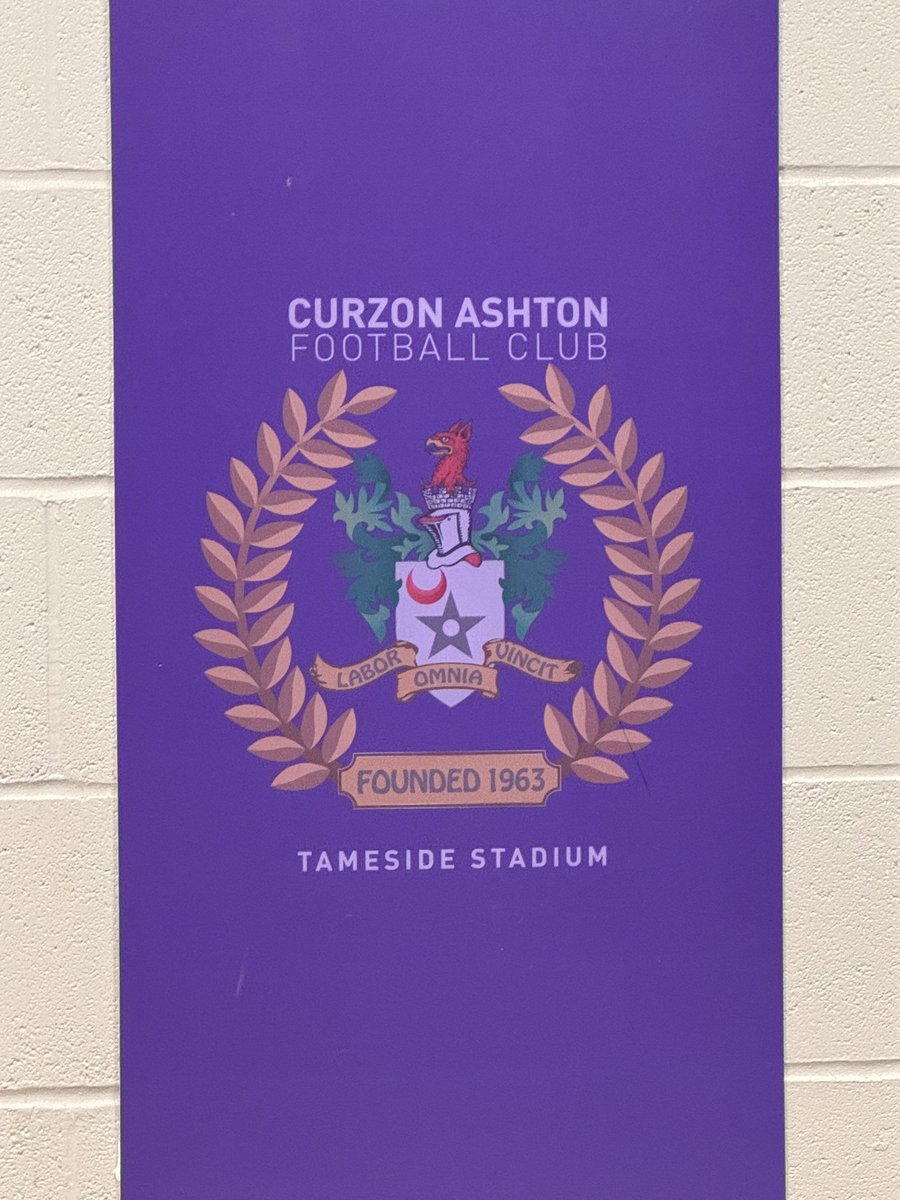 CURZON ASHTON
FOOTBALL CLUB
LABOR OMNIA VINCIT
FOUNDED 1963
TAMESIDE STADIUM